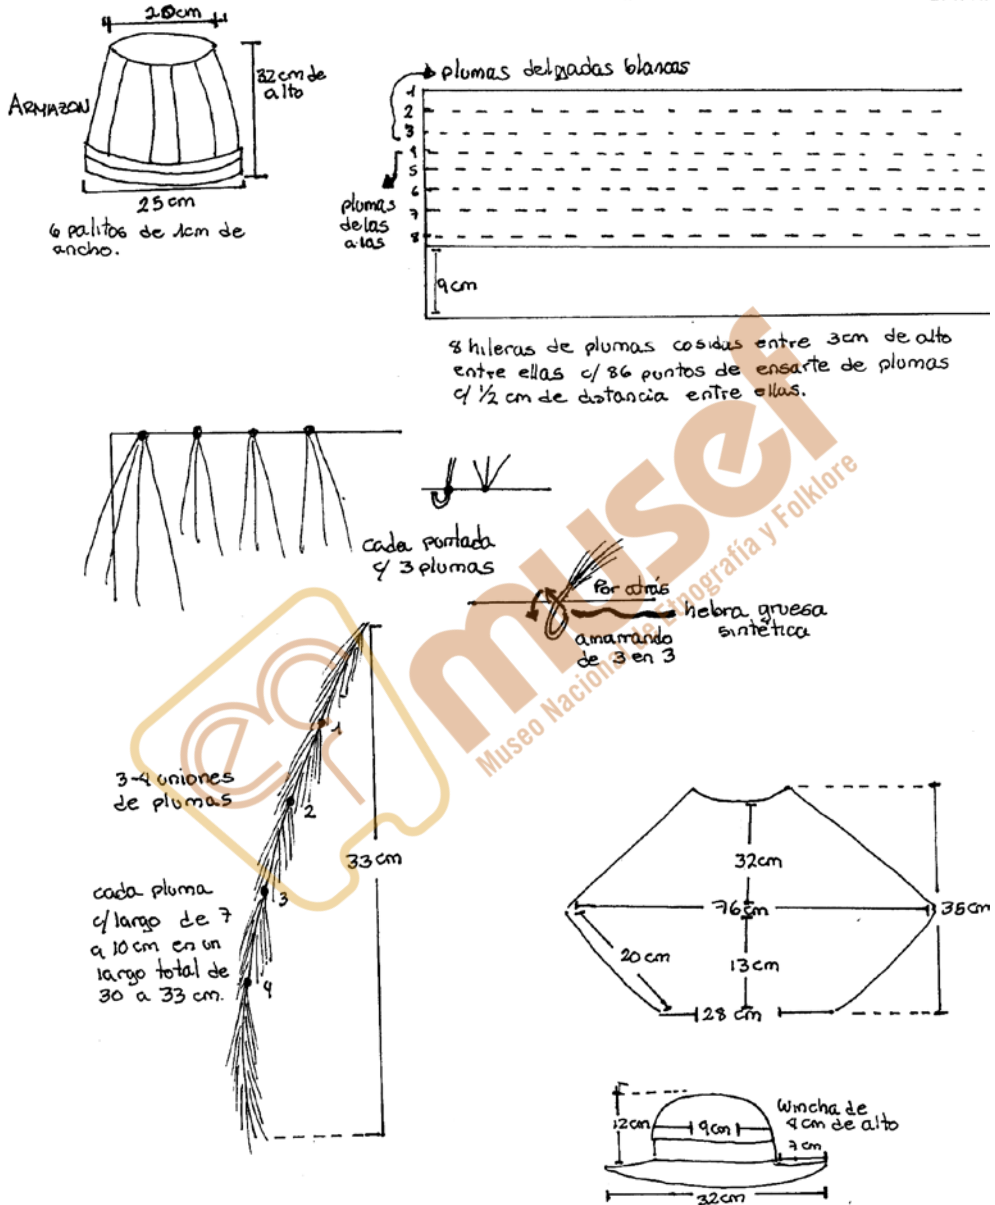 20cm
32cm de
alto
ARMAZON
25cm
6 palitos de 1cm de
ancho.
plumas delgadas blancas
1
2
3
4
5
6
7
8
plumas
de las
alas
9cm
8 hileras de plumas cosidas entre 3cm de alto
entre ellas c/ 86 puntos de ensarte de plumas
c/ 1/2 cm de distancia entre ellas.
cada puntada
c/ 3 plumas
Por atrás
hebra gruesa
sintética
amarrando
de 3 en 3
musef
Museo Nacional de Etnografía y Folklore
1
2
3
4
3-4 uniones
de plumas
33cm
cada pluma
c/largo de 7
a 10cm en un
largo total de
30 a 33 cm.
32cm
76cm
35cm
20cm
13cm
28 cm
12cm
9cm
wincha de
4cm de alto
7cm
32cm